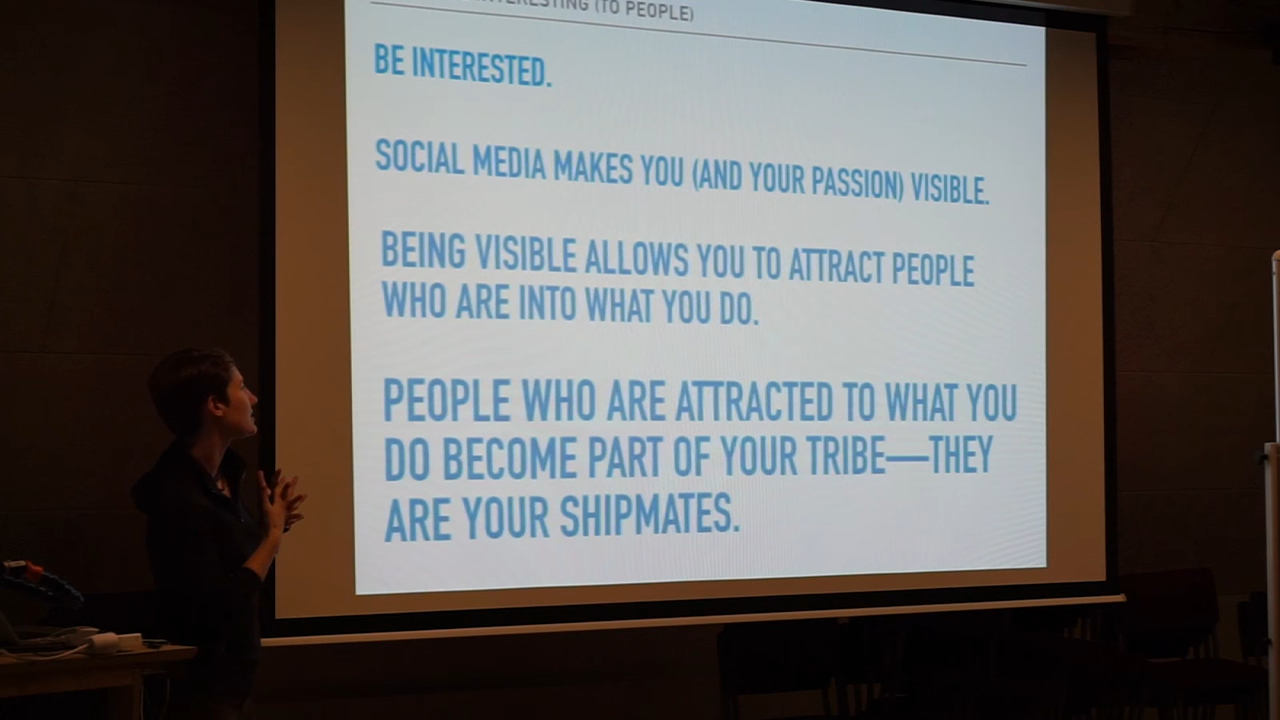 INTERESTING (TO PEOPLE)
BE INTERESTED.
SOCIAL MEDIA MAKES YOU (AND YOUR PASSION) VISIBLE.
BEING VISIBLE ALLOWS YOU TO ATTRACT PEOPLE
WHO ARE INTO WHAT YOU DO.
PEOPLE WHO ARE ATTRACTED TO WHAT YOU
DO BECOME PART OF YOUR TRIBE—THEY
ARE YOUR SHIPMATES.